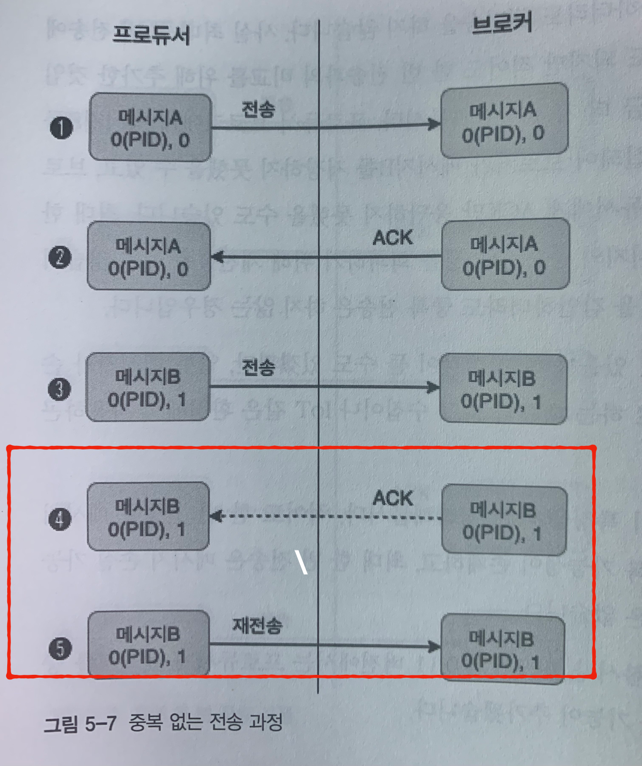 프로듀서
브로커
❶
메시지A
0(PID), 0
전송
메시지A
0(PID), 0
❷
메시지A
0(PID), 0
ACK
메시지A
0(PID), 0
❸
메시지B
0(PID), 1
전송
메시지B
0(PID), 1
❹
메시지B
0(PID), 1
ACK
메시지B
0(PID), 1
\
❺
메시지B
0(PID), 1
재전송
메시지B
0(PID), 1
그림 5-7 중복 없는 전송 과정